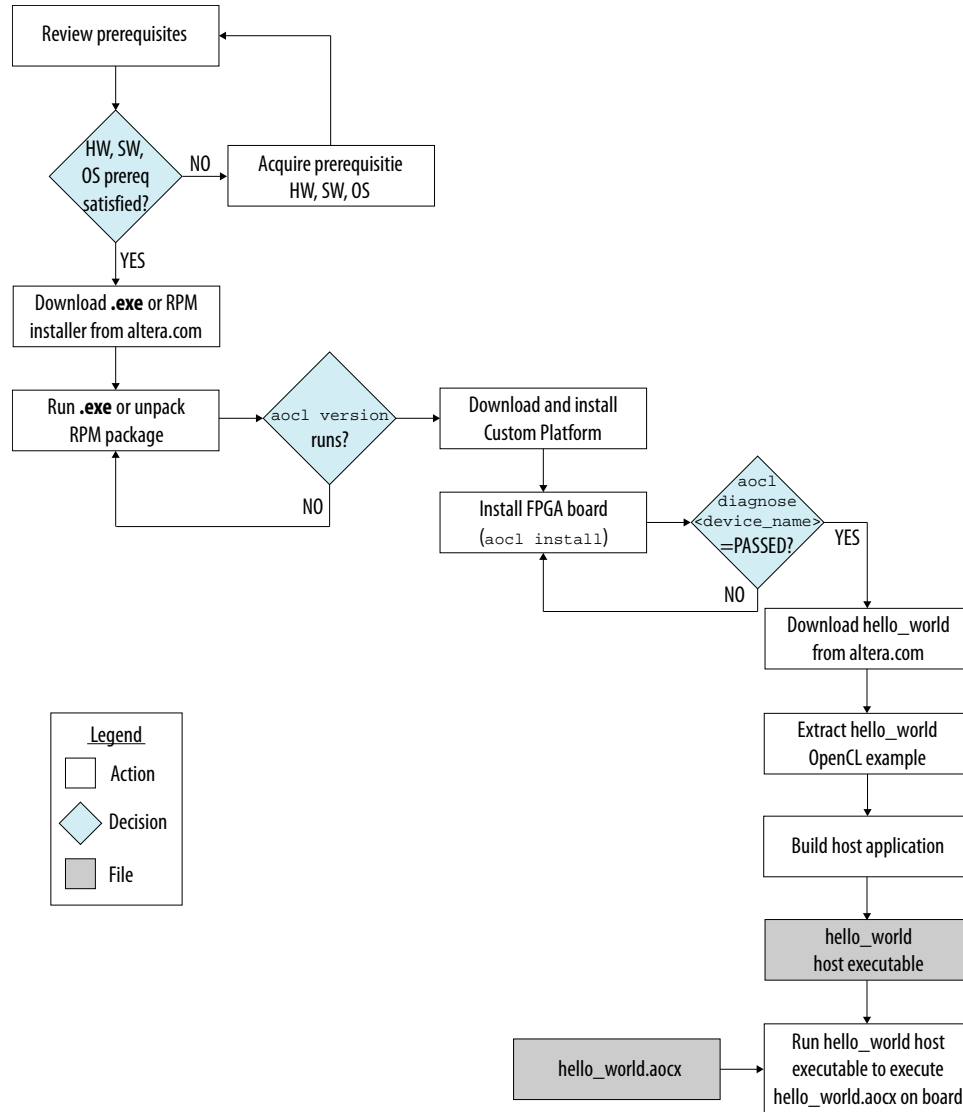 Review prerequisites
HW, SW,
OS prereq
satisfied?
NO
Acquire prerequisitie
HW, SW, OS
YES
Download .exe or RPM
installer from altera.com
Run .exe or unpack
RPM package
aocl version
runs?
NO
Download and install
Custom Platform
Install FPGA board
(aocl install)
aocl
diagnose
<device_name>
=PASSED?
YES
NO
Download hello_world
from altera.com
Extract hello_world
OpenCL example
Build host application
hello_world
host executable
hello_world.aocx
Run hello_world host
executable to execute
hello_world.aocx on board
Legend
Action
Decision
File